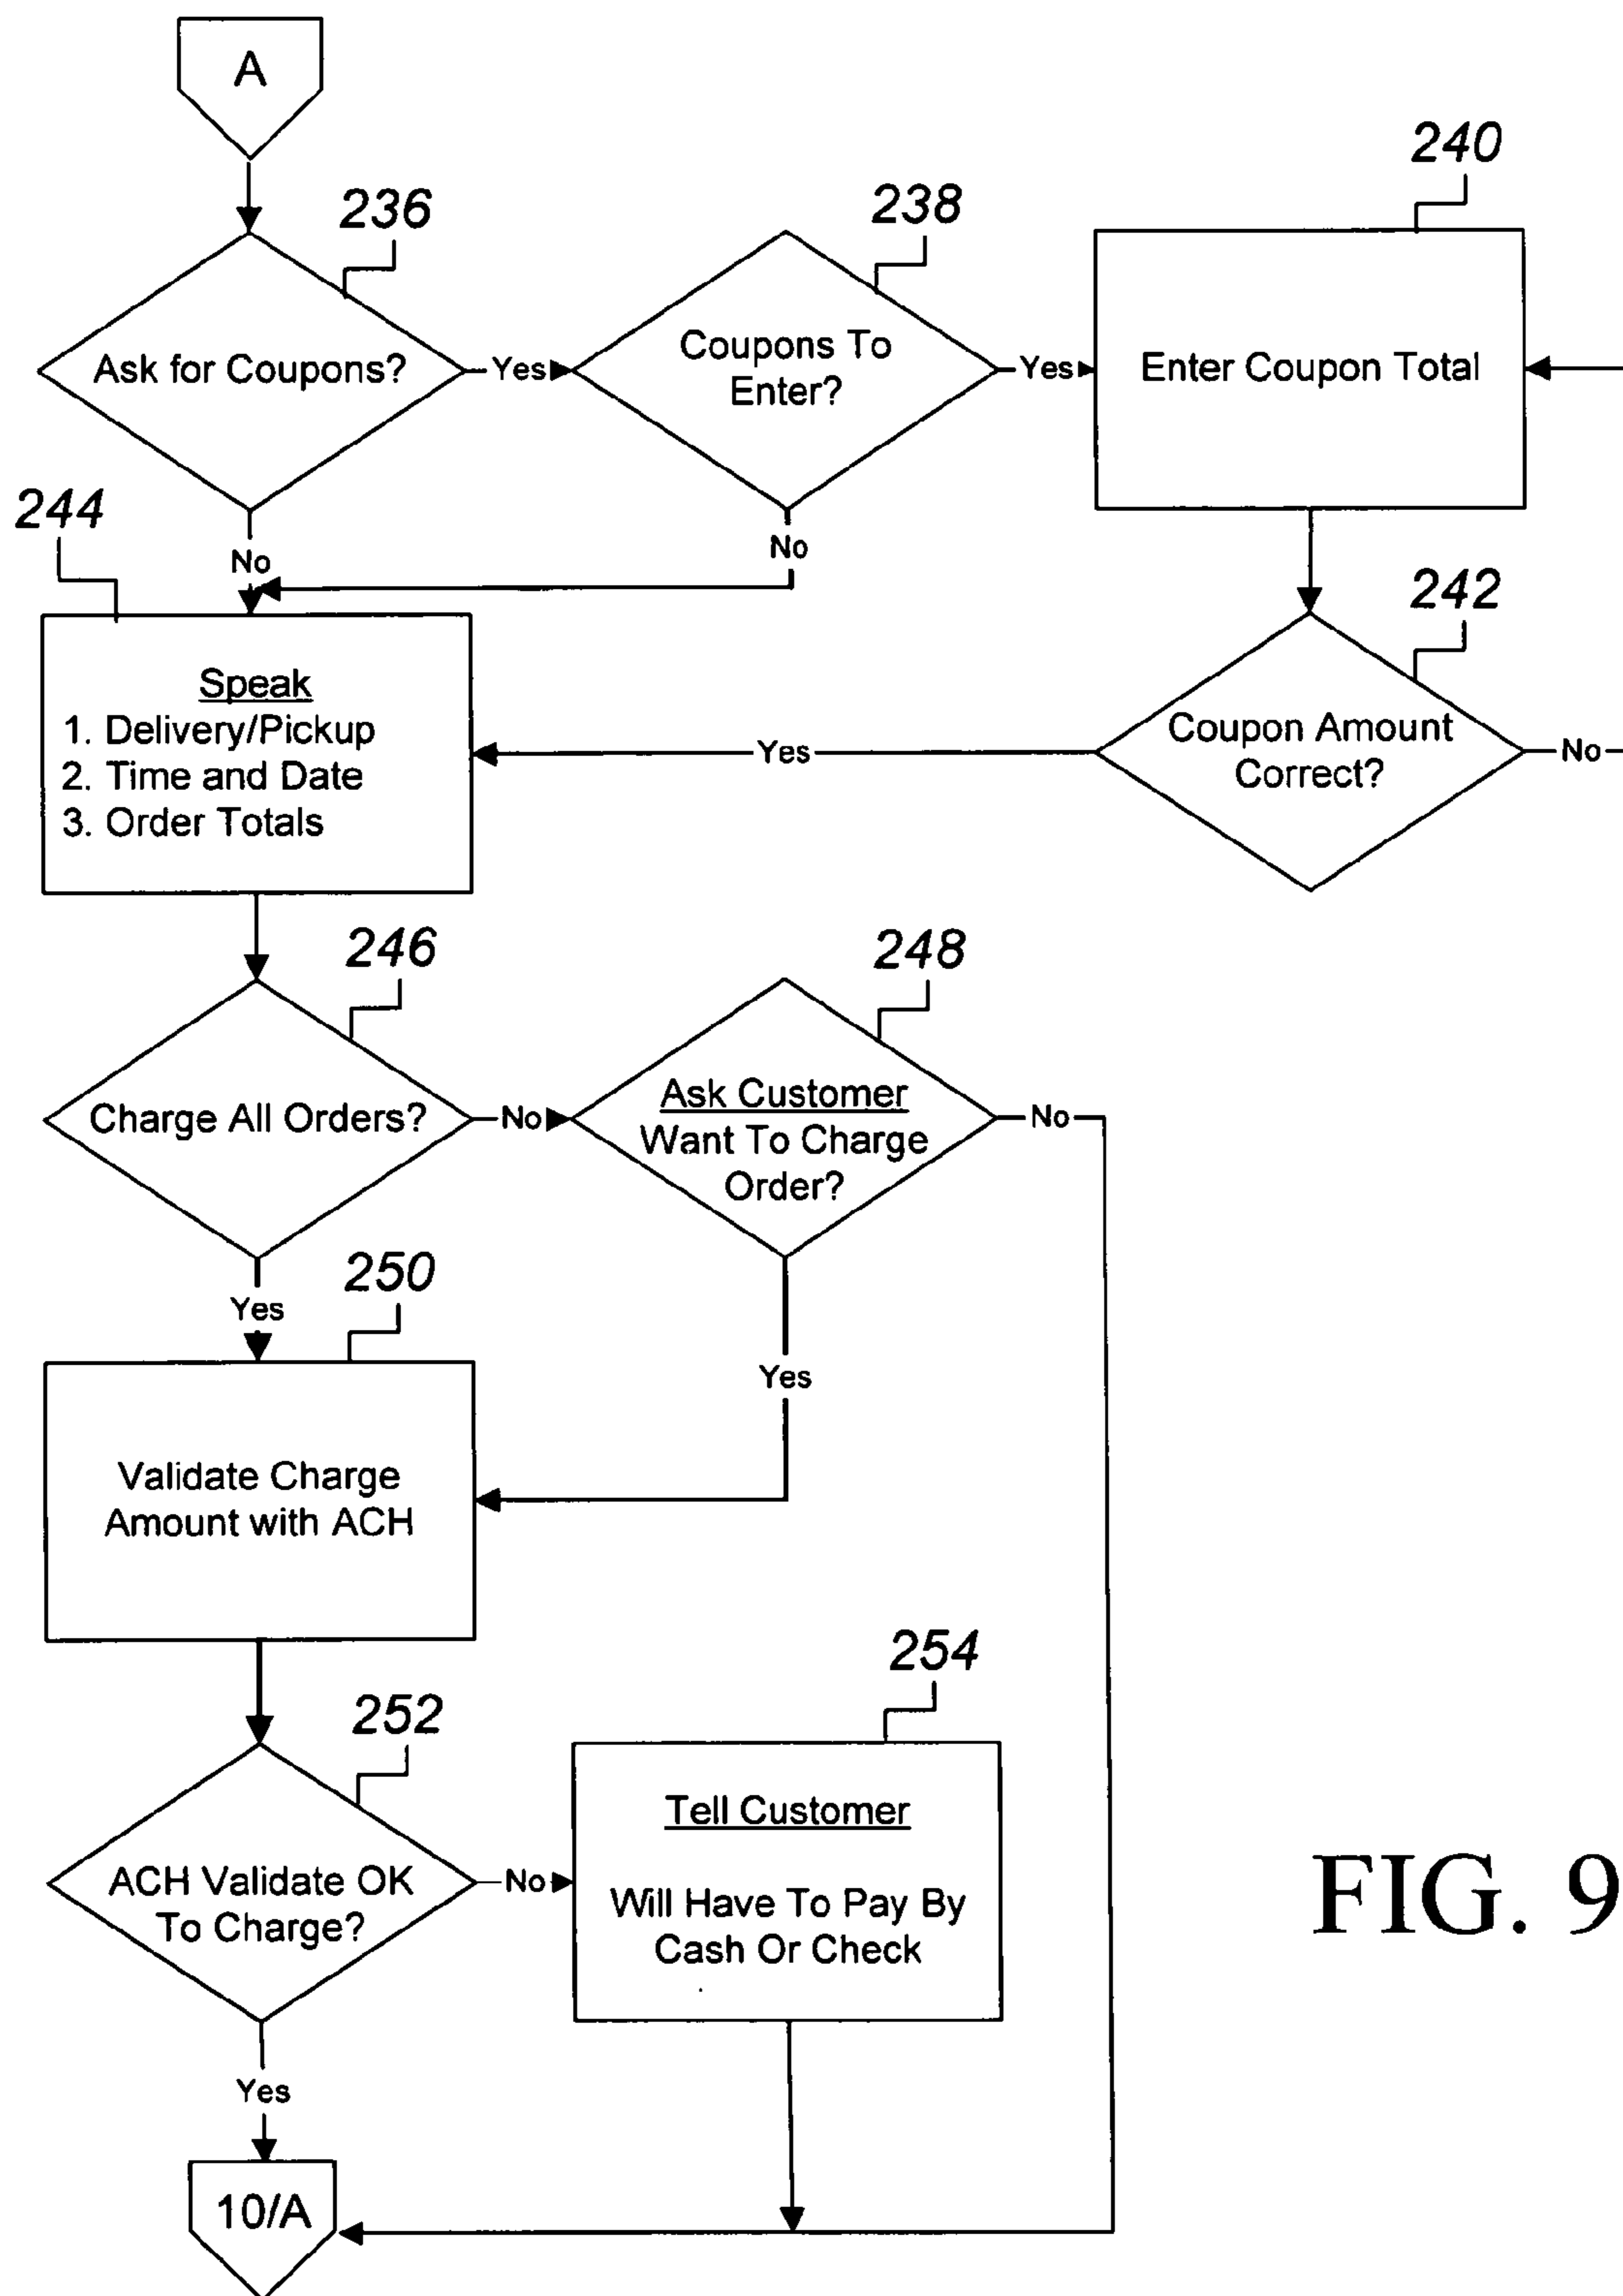 A
236
238
240
Ask for Coupons?
Yes
Coupons To
Enter?
Yes
Enter Coupon Total
244
No
No
242
Speak
1. Delivery/Pickup
2. Time and Date
3. Order Totals
Yes
Coupon Amount
Correct?
No
246
248
Charge All Orders?
No
Ask Customer
Want To Charge
Order?
No
250
Yes
Yes
Validate Charge
Amount with ACH
252
254
ACH Validate OK
To Charge?
No
Tell Customer
Will Have To Pay By
Cash Or Check
FIG. 9
Yes
10/A